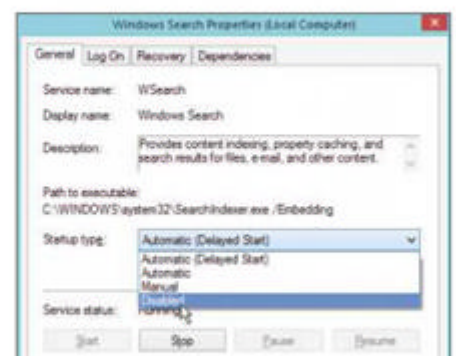 Windows Search Properties (Local Computer)
General Log On Recovery Dependencies
Service name: WSearch
Display name: Windows Search
Description: Provides content indexing, property caching, and
search results for files, e-mail, and other content.
Path to executable:
C:\WINDOWS\system32\SearchIndexer.exe /Embedding
Startup type: Automatic (Delayed Start)
Automatic (Delayed Start)
Automatic
Manual
Disabled
Service status: Running
Start Stop Pause Resume